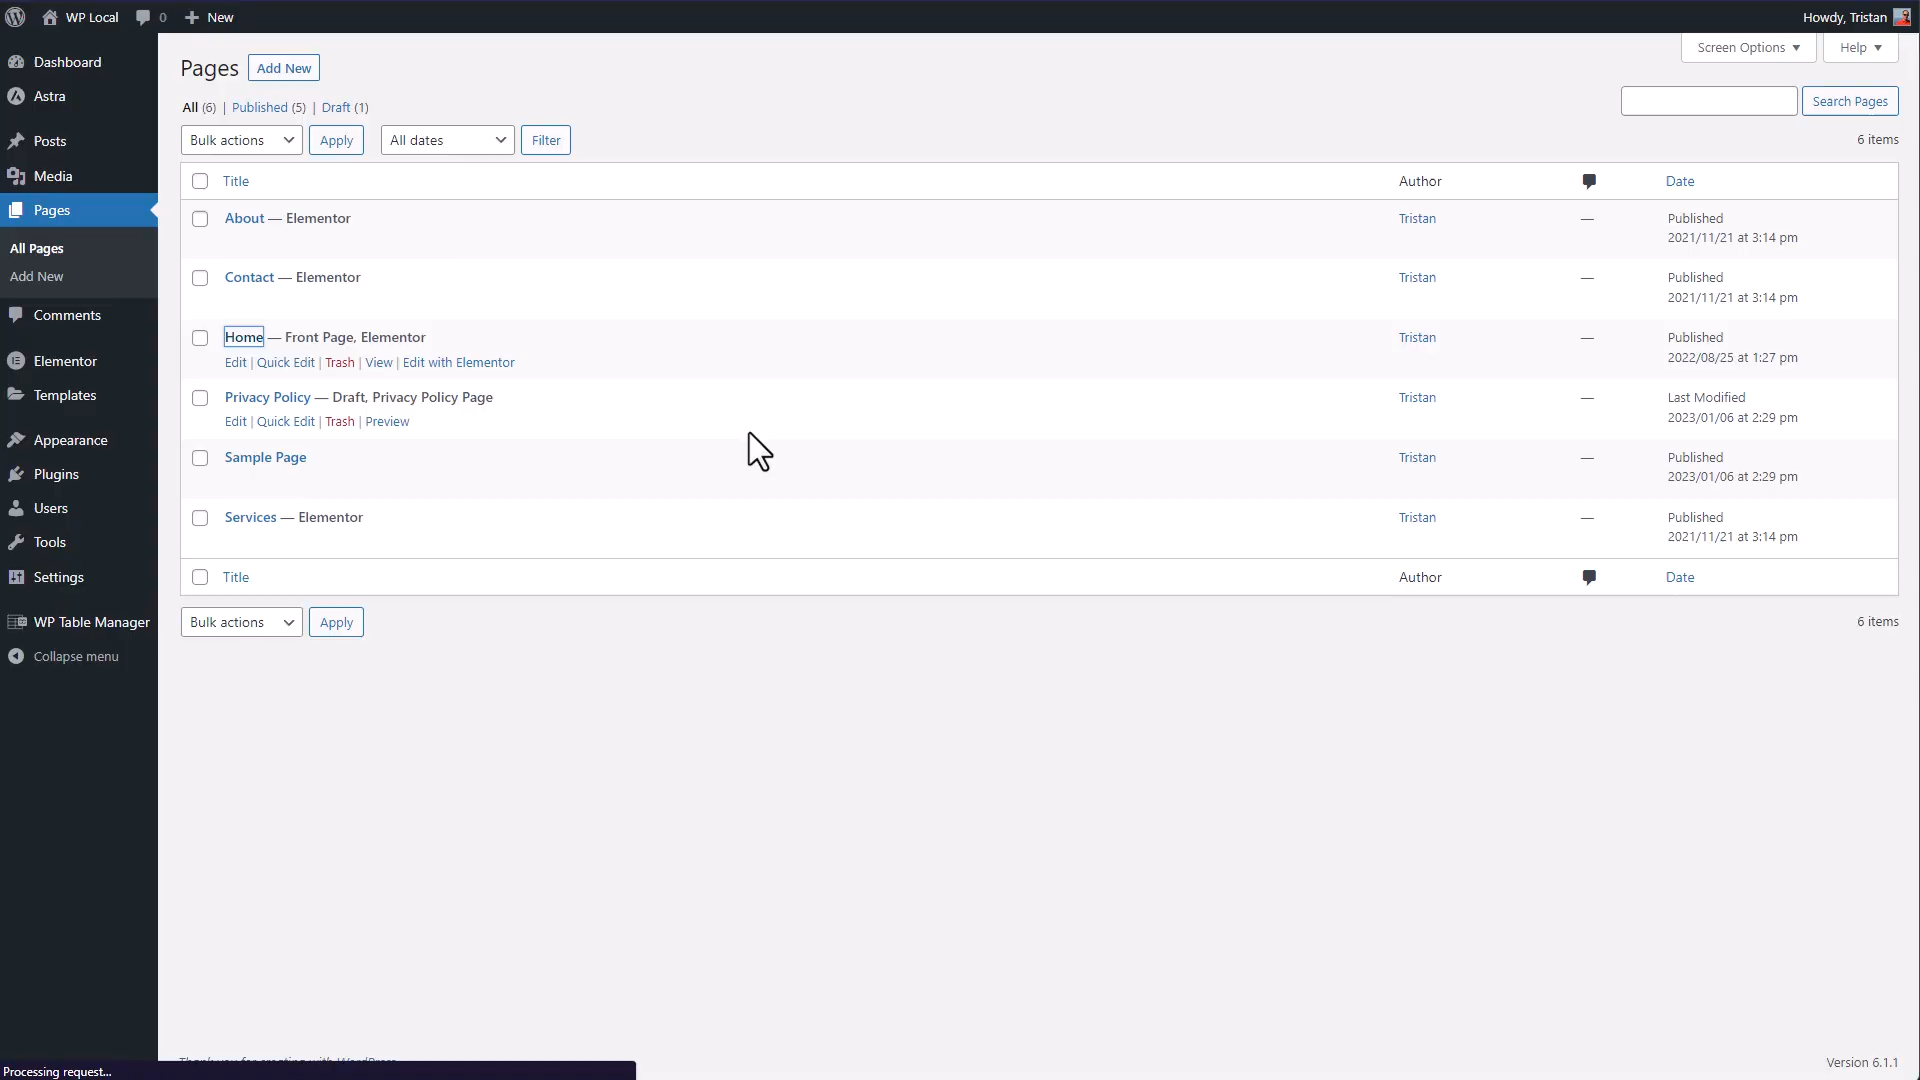 WP Local 0 New Howdy, Tristan
Screen Options Help
Dashboard
Astra
Posts
Media
Pages
All Pages
Add New
Comments
Elementor
Templates
Appearance
Plugins
Users
Tools
Settings
WP Table Manager
Collapse menu
Pages Add New
All (6) | Published (5) | Draft (1)
Search Pages
Bulk actions Apply All dates Filter 6 items
Title Author Date
About — Elementor Tristan — Published
2021/11/21 at 3:14 pm
Contact — Elementor Tristan — Published
2021/11/21 at 3:14 pm
Home — Front Page, Elementor Tristan — Published
Edit | Quick Edit | Trash | View | Edit with Elementor 2022/08/25 at 1:27 pm
Privacy Policy — Draft, Privacy Policy Page Tristan — Last Modified
Edit | Quick Edit | Trash | Preview 2023/01/06 at 2:29 pm
Sample Page Tristan — Published
2023/01/06 at 2:29 pm
Services — Elementor Tristan — Published
2021/11/21 at 3:14 pm
Title Author Date
Bulk actions Apply 6 items
Thank you for creating with WordPress. Version 6.1.1
Processing request...